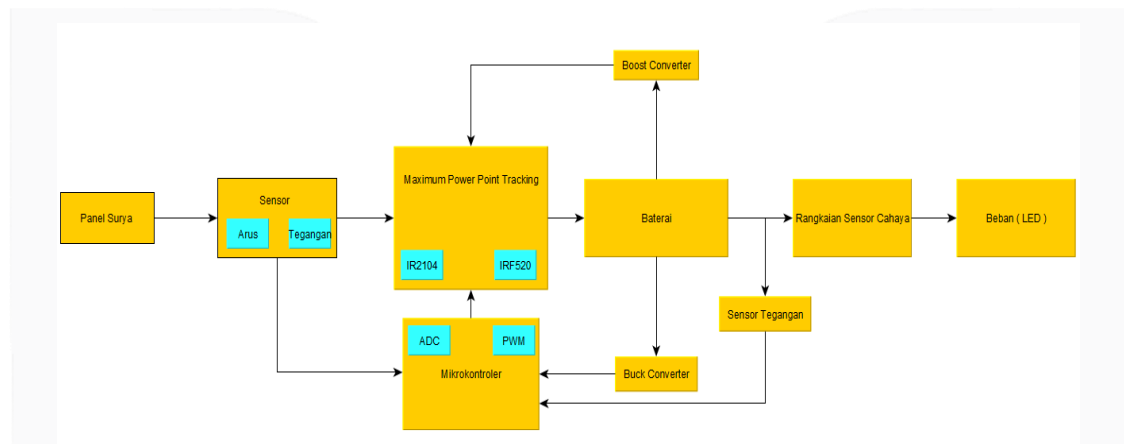 Boost Converter
Maximum Power Point Tracking
Panel Surya
Sensor
Arus
Tegangan
Baterai
Rangkaian Sensor Cahaya
Beban ( LED )
IR2104
IRF520
Sensor Tegangan
ADC
PWM
Mikrokontroler
Buck Converter